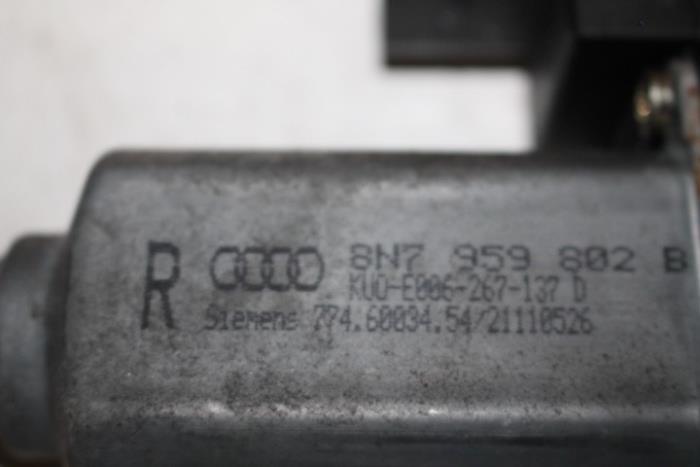 R 8N7 959 802 B
KUO-E006-267-137 D
Siemens 774.60034.54/21110526